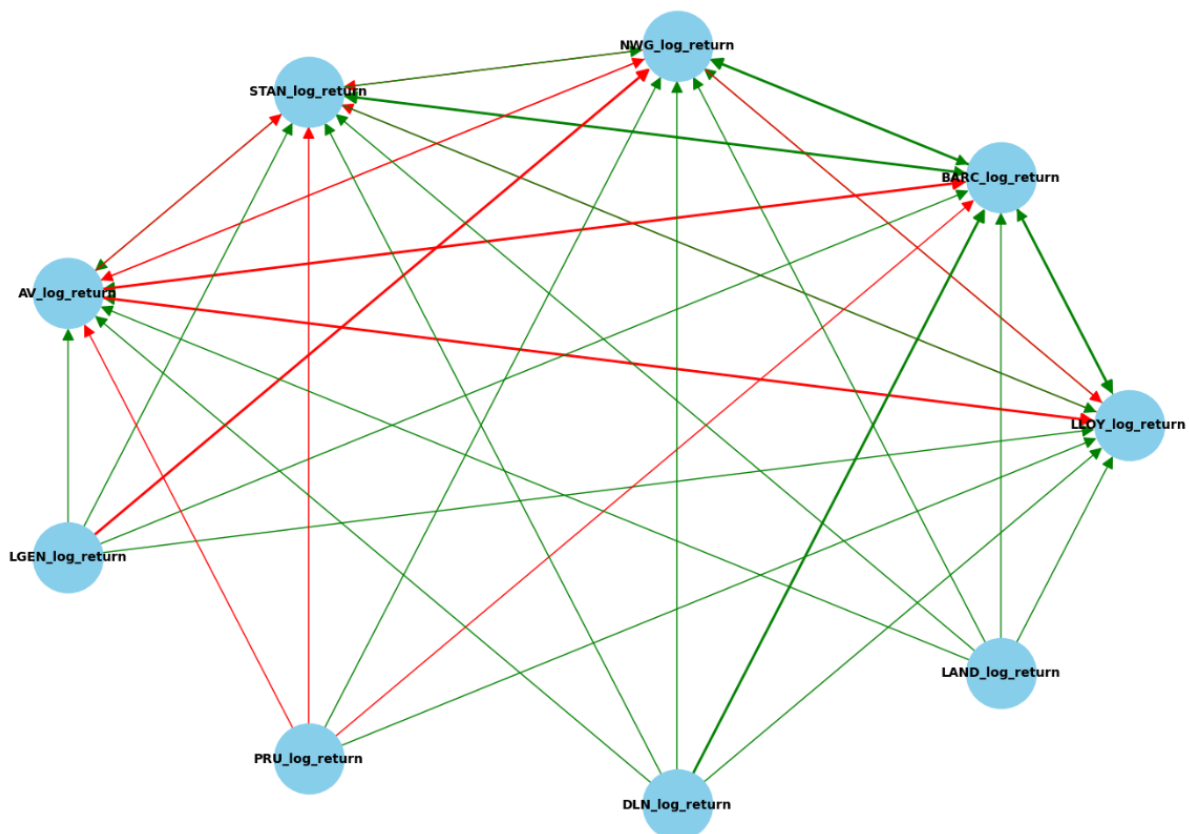 NWG_log_return
STAN_log_return
BARC_log_return
AV_log_return
LLOY_log_return
LGEN_log_return
LAND_log_return
PRU_log_return
DLN_log_return